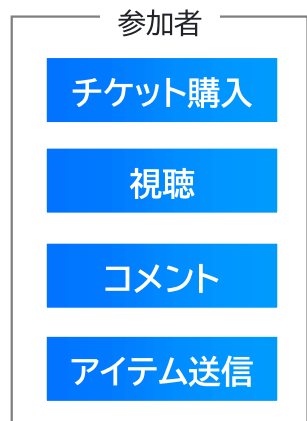 参加者
チケット購入
視聴
コメント
アイテム送信